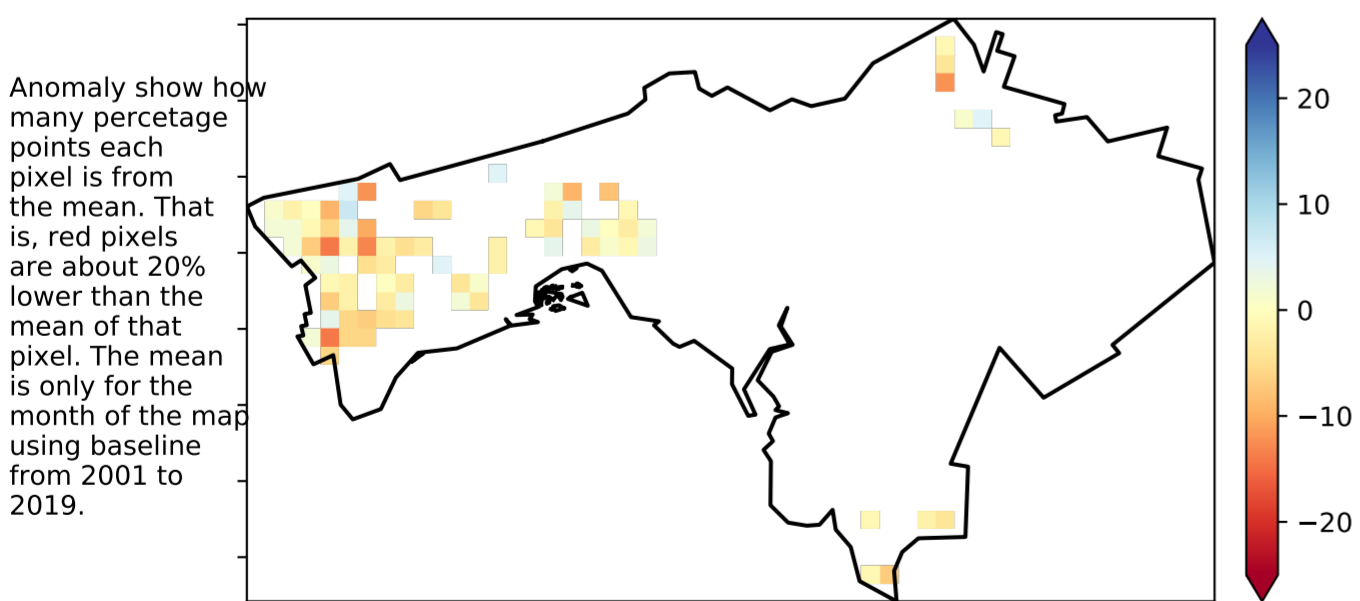 Anomaly show how
many percetage
points each
pixel is from
the mean. That
is, red pixels
are about 20%
lower than the
mean of that
pixel. The mean
is only for the
month of the map
using baseline
from 2001 to
2019.
20
10
0
−10
−20